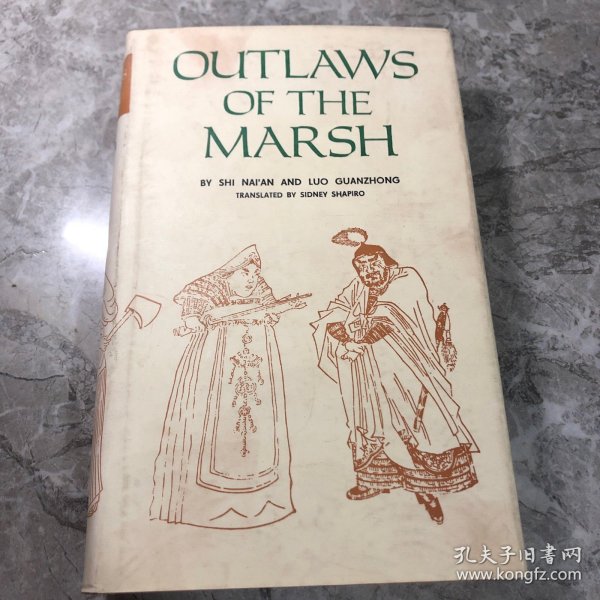 OUTLAWS
OF THE
MARSH
BY SHI NAI'AN AND LUO GUANZHONG
TRANSLATED BY SIDNEY SHAPIRO
孔夫子旧书网
www.kongfz.com